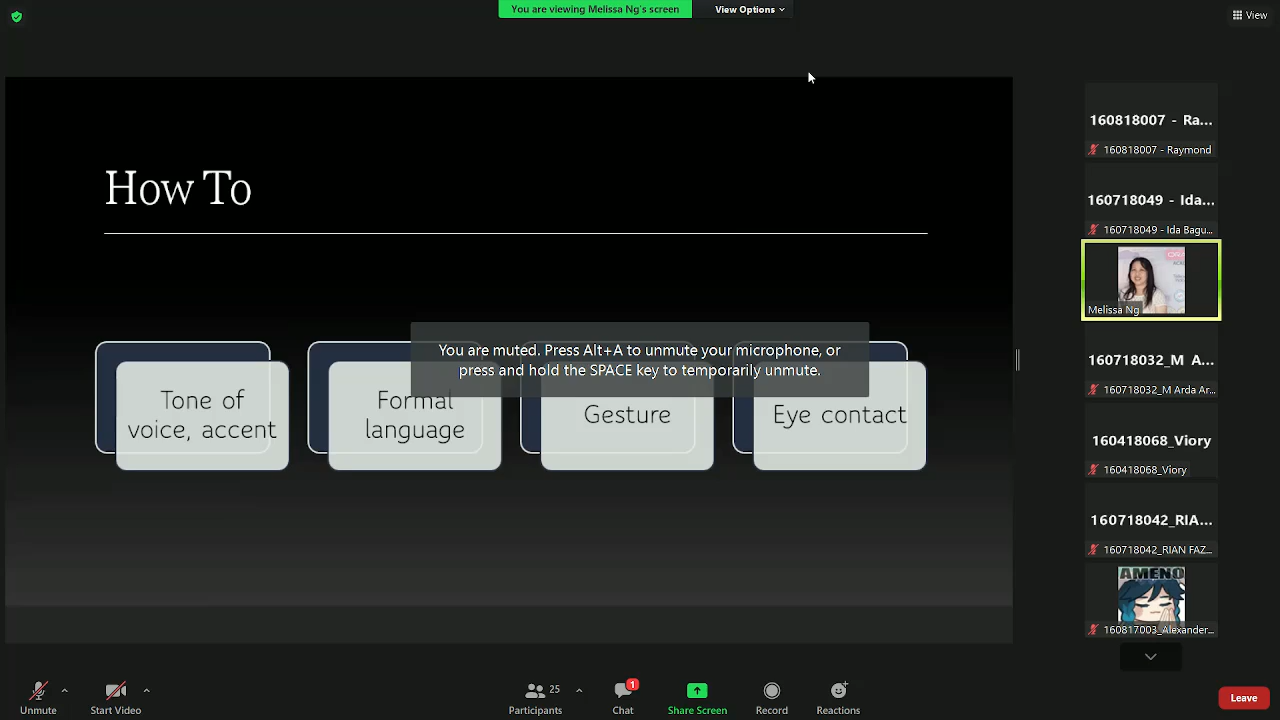 You are viewing Melissa Ng's screen
View Options
View
How To
You are muted. Press Alt+A to unmute your microphone, or
press and hold the SPACE key to temporarily unmute.
Tone of
voice, accent
Formal
language
Gesture
Eye contact
160818007 - Ra...
160818007 - Raymond
160718049 - Ida...
160718049 - Ida Bagu...
Melissa Ng
160718032_M A...
160718032_M Arda Ar...
160418068_Viory
160418068_Viory
160718042_RIA...
160718042_RIAN FAZ...
AMENO
160817003_Alexander...
Unmute
Start Video
25
Participants
1
Chat
Share Screen
Record
Reactions
Leave